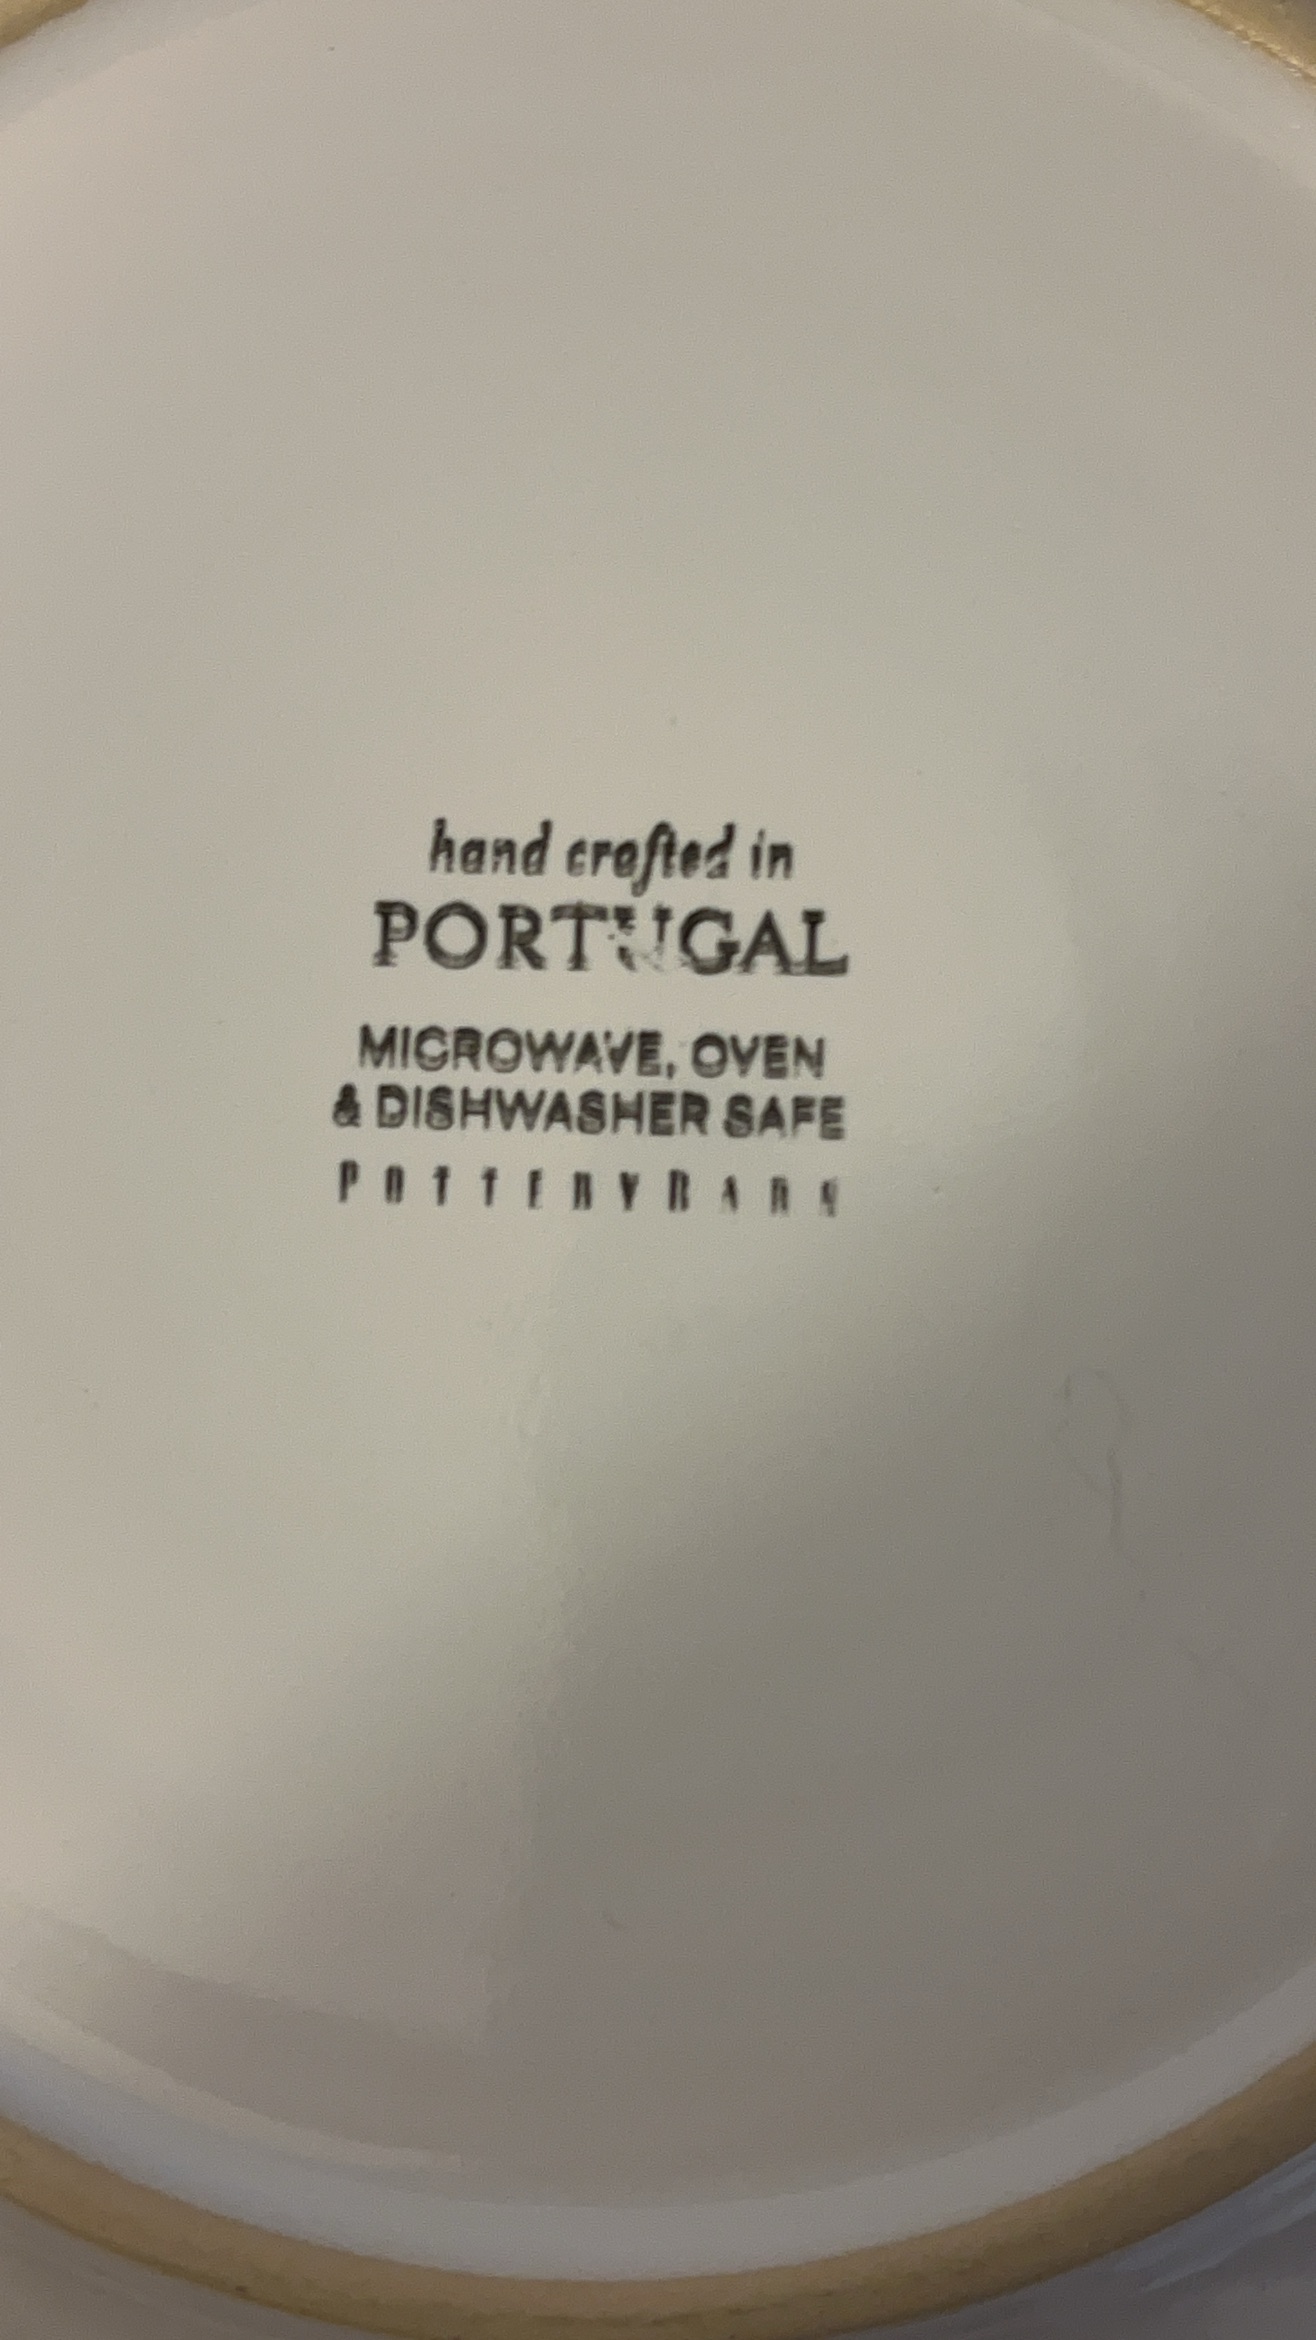 hand crafted in
PORTUGAL
MICROWAVE, OVEN
& DISHWASHER SAFE
POTTERYBARN